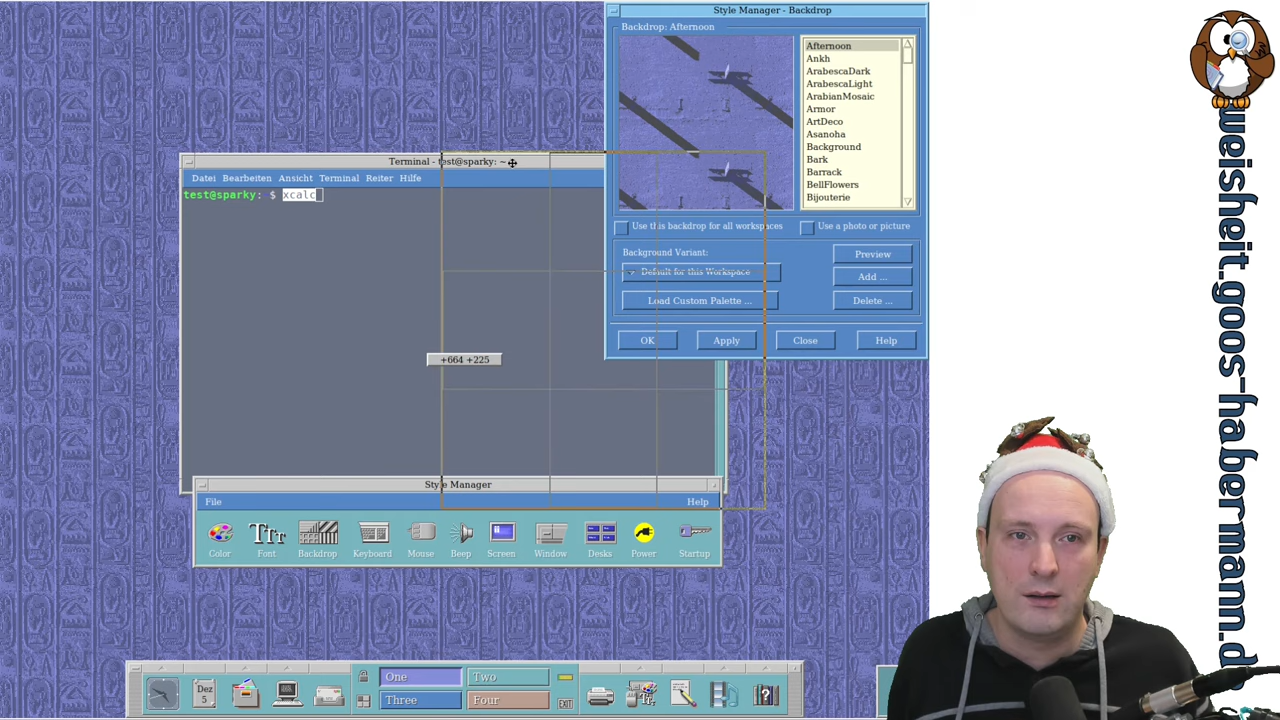 Style Manager - Backdrop
Backdrop: Afternoon
Afternoon
Ankh
ArabescaDark
ArabescaLight
ArabianMosaic
Armor
ArtDeco
Asanoha
Background
Bark
Barrack
BellFlowers
Bijouterie
Use this backdrop for all workspaces
Use a photo or picture
Background Variant:
Default for this Workspace
Load Custom Palette ...
Preview
Add ...
Delete ...
OK
Apply
Close
Help
Terminal - test@sparky: ~
Datei Bearbeiten Ansicht Terminal Reiter Hilfe
test@sparky: $ xcalc
+664 +225
Style Manager
File
Help
Color
Font
Backdrop
Keyboard
Mouse
Beep
Screen
Window
Desks
Power
Startup
Dez
5
One
Two
Three
Four
EXIT
weisheit.goos-habermann.d